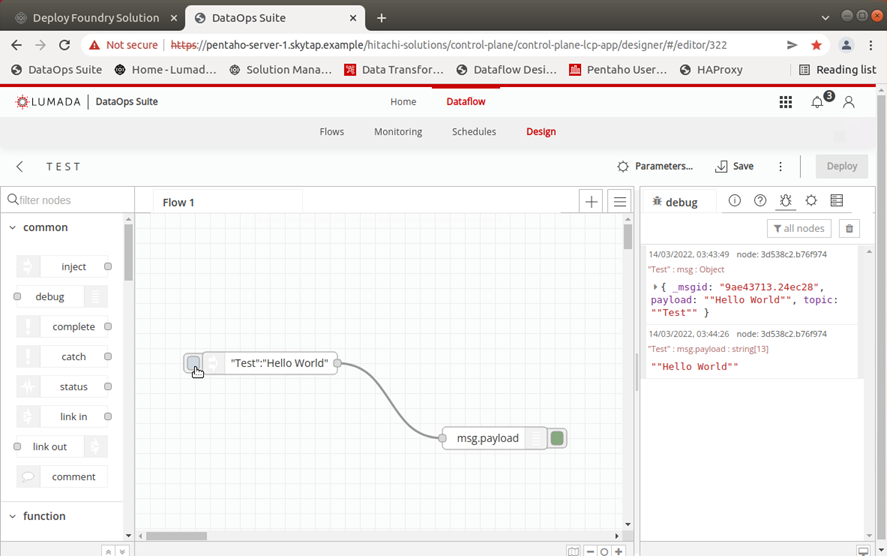 Deploy Foundry Solution
DataOps Suite
Not secure
https://pentaho-server-1.skytap.example/hitachi-solutions/control-plane/control-plane-lcp-app/designer/#/editor/322
DataOps Suite
Home - Lumad...
Solution Mana...
Data Transfor...
Dataflow Desi...
Pentaho User...
HAProxy
Reading list
LUMADA
DataOps Suite
Home
Dataflow
3
Flows
Monitoring
Schedules
Design
TEST
Parameters...
Save
Deploy
filter nodes
Flow 1
debug
common
all nodes
inject
debug
complete
catch
status
link in
link out
comment
function
"Test":"Hello World"
msg.payload
14/03/2022, 03:43:49 node: 3d538c2.b76f974
"Test" : msg : Object
{ _msgid: "9ae43713.24ec28",
payload: ""Hello World"", topic:
""Test"" }
14/03/2022, 03:44:26 node: 3d538c2.b76f974
"Test" : msg.payload : string[13]
""Hello World""